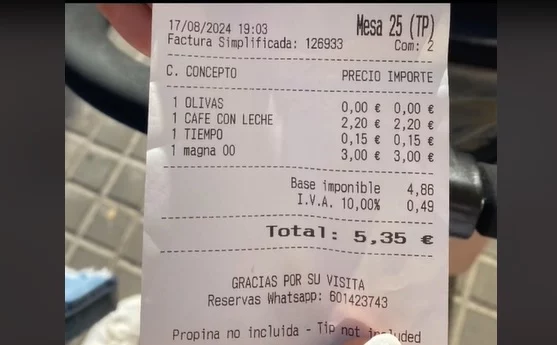 17/08/2024 19:03 Mesa 25 (TP)
Factura Simplificada: 126933 Com: 2
C. CONCEPTO PRECIO IMPORTE
1 OLIVAS 0,00 € 0,00 €
1 CAFE CON LECHE 2,20 € 2,20 €
1 TIEMPO 0,15 € 0,15 €
1 magna 00 3,00 € 3,00 €
Base imponible 4,86
I.V.A. 10,00% 0,49
Total: 5,35 €
GRACIAS POR SU VISITA
Reservas Whatsapp: 601423743
Propina no incluida - Tip not included